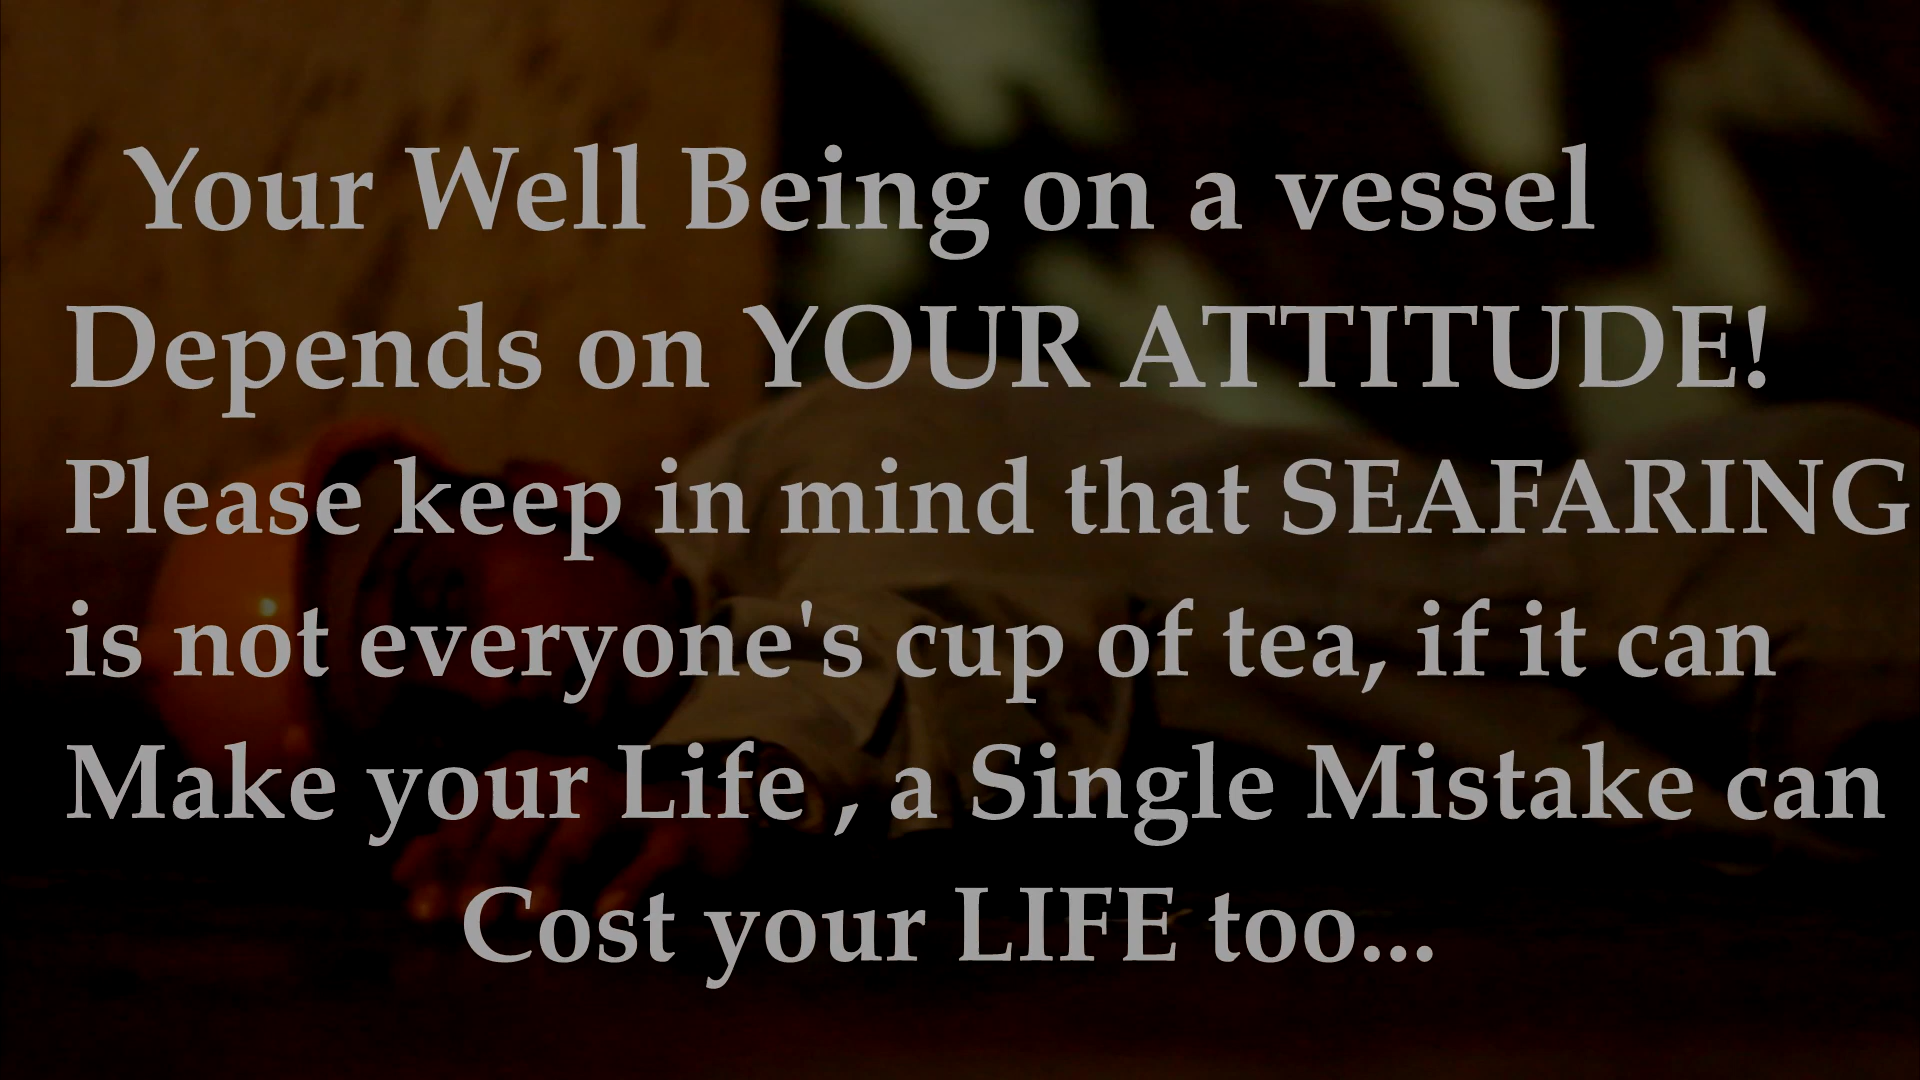 Your Well Being on a vessel
Depends on YOUR ATTITUDE!
Please keep in mind that SEAFARING
is not everyone's cup of tea, if it can
Make your Life , a Single Mistake can
Cost your LIFE too...